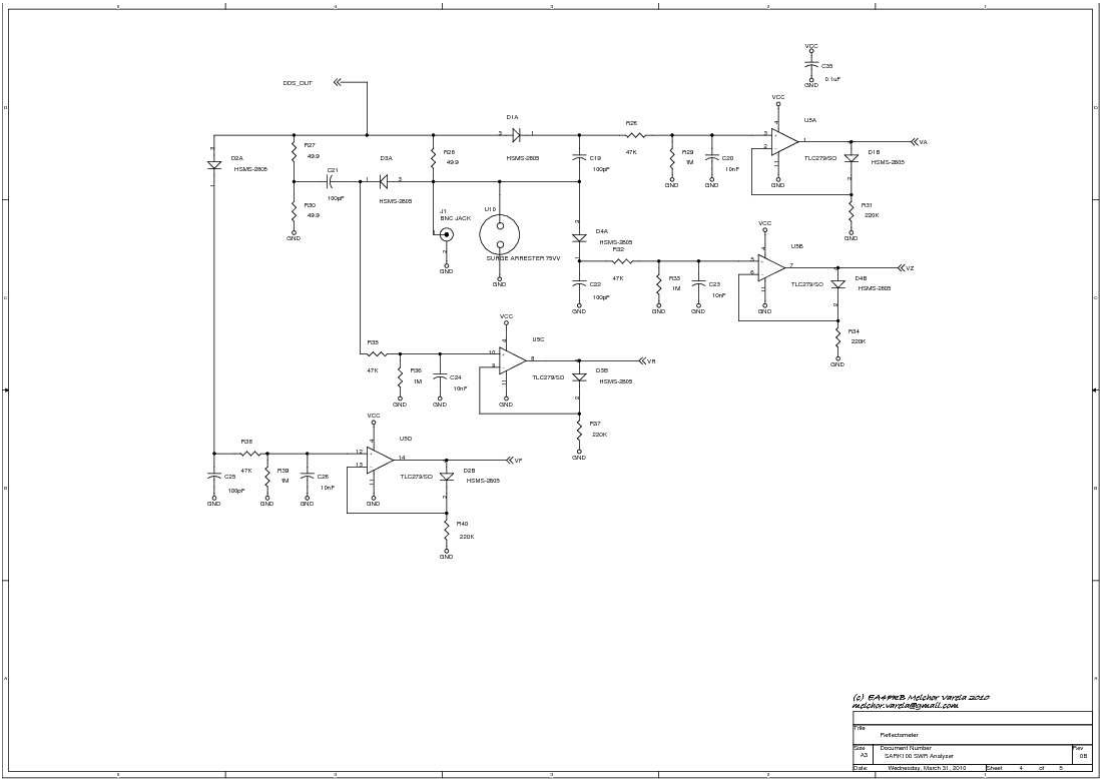 VCC
C35
0.1uF
GND
DDS_OUT
D1A
HSMS-2805
R26
47K
VCC
U5A
TLC279/SO
VA
D2A
HSMS-2805
R27
49.9
R28
49.9
C19
100pF
R29
1M
C20
10nF
D1B
HSMS-2805
GND
GND
GND
C21
100pF
D3A
HSMS-2805
R30
49.9
GND
J1
BNC JACK
GND
U10
SURGE ARRESTER 75VV
GND
R31
220K
GND
D4A
HSMS-2805
R32
47K
VCC
U5B
TLC279/SO
VZ
C22
100pF
GND
R33
1M
GND
C23
10nF
GND
GND
D4B
HSMS-2805
R34
220K
GND
VCC
U5C
TLC279/SO
VR
R35
47K
R36
1M
GND
C24
10nF
GND
GND
D3B
HSMS-2805
R37
220K
GND
VCC
U5D
TLC279/SO
VF
R38
47K
C25
100pF
GND
R39
1M
GND
C26
10nF
GND
GND
D2B
HSMS-2805
R40
220K
GND
(c) EA4FRB Melchor Varela 2010
melchor.varela@gmail.com
Title
Reflectometer
Size Document Number Rev
A3 SARK100 SWR Analyzer 0B
Date: Wednesday, March 31, 2010 Sheet 4 of 5